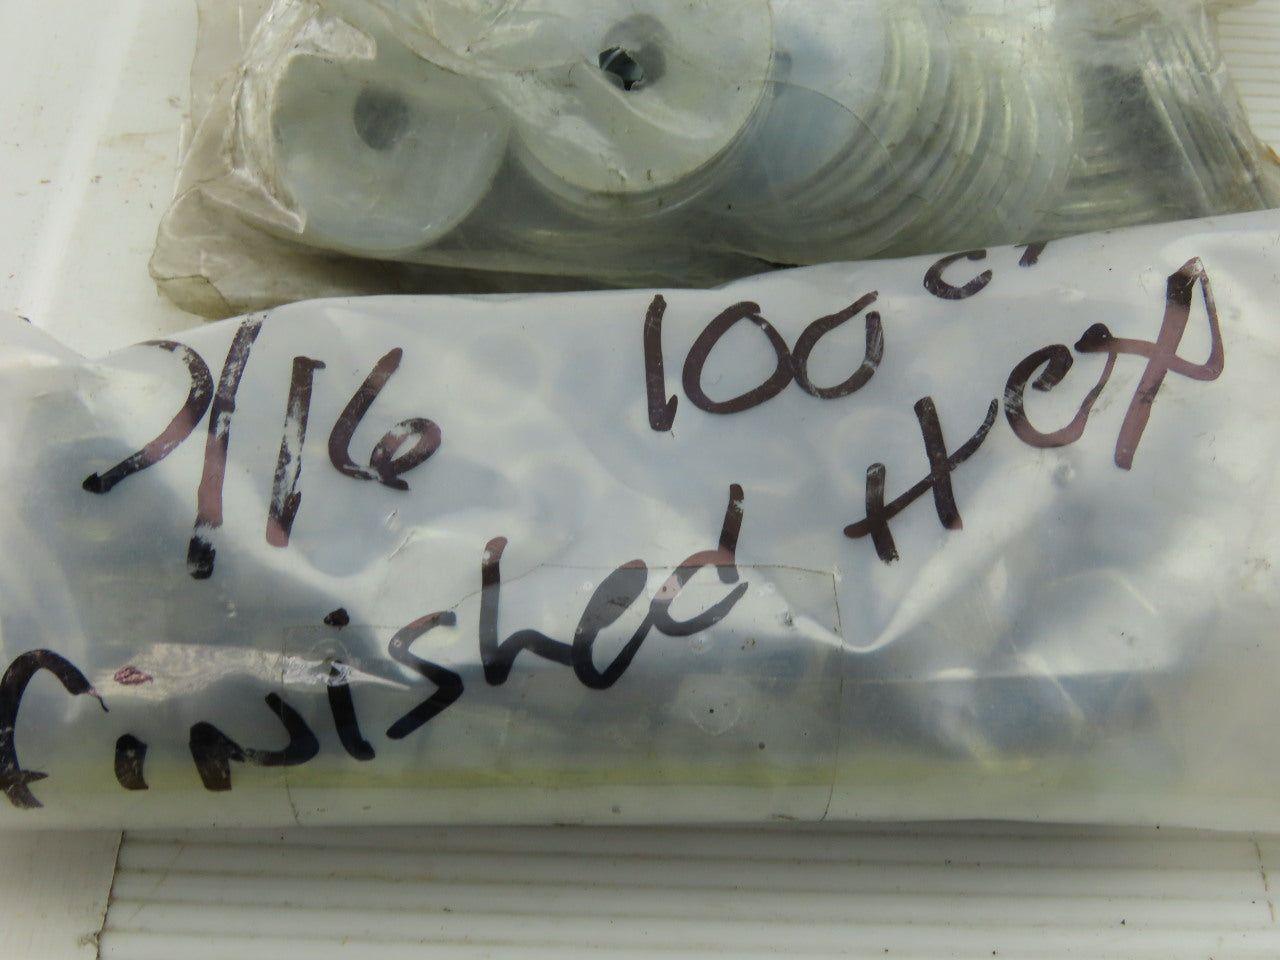 7/16 100 ct
finished Hex